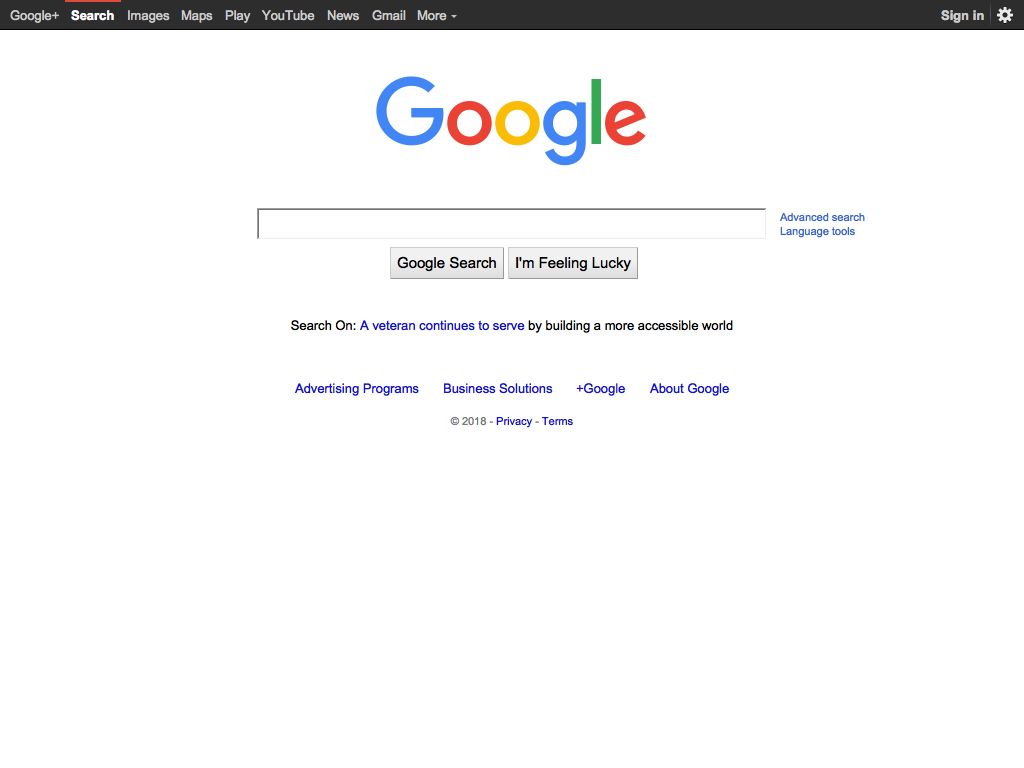 Google+ Search Images Maps Play YouTube News Gmail More Sign in
Google
Advanced search
Language tools
Google Search I'm Feeling Lucky
Search On: A veteran continues to serve by building a more accessible world
Advertising Programs Business Solutions +Google About Google
© 2018 - Privacy - Terms